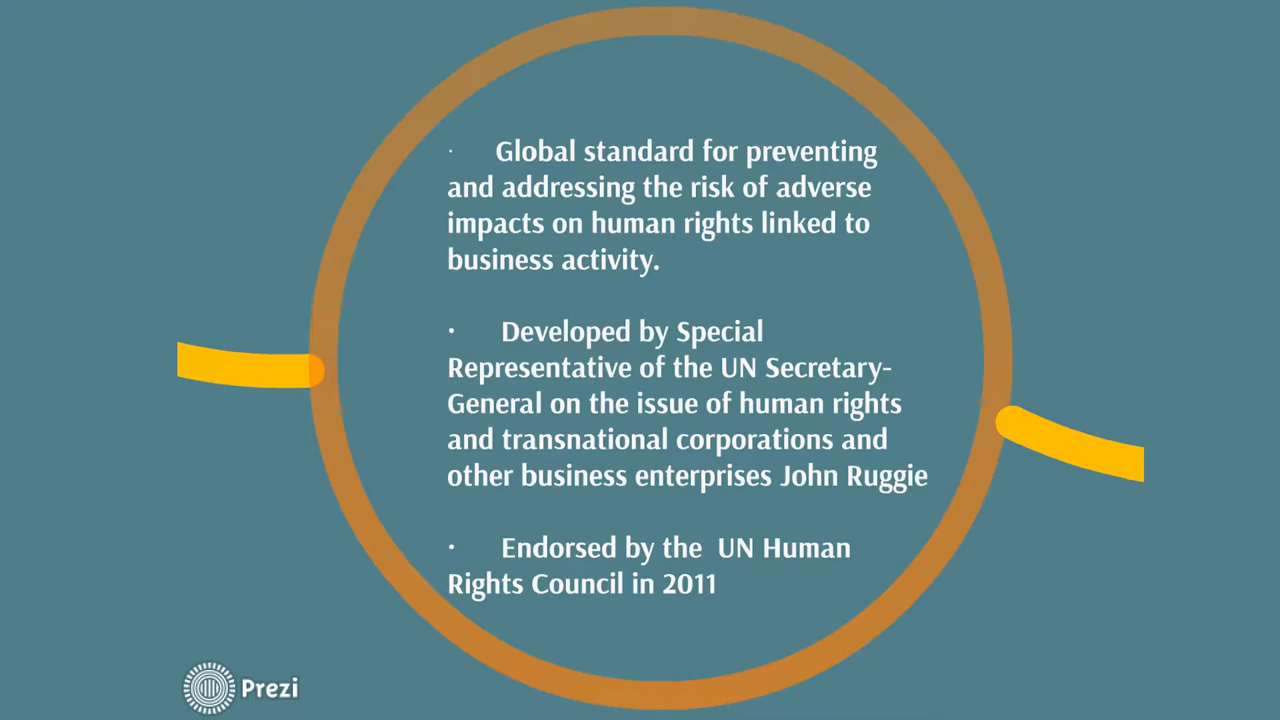 · Global standard for preventing
and addressing the risk of adverse
impacts on human rights linked to
business activity.
· Developed by Special
Representative of the UN Secretary-
General on the issue of human rights
and transnational corporations and
other business enterprises John Ruggie
· Endorsed by the  UN Human
Rights Council in 2011
Prezi